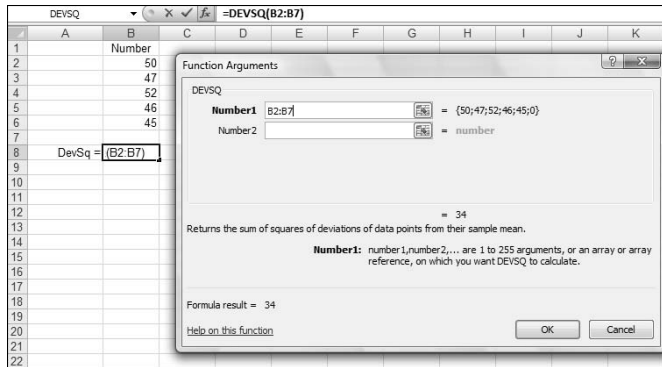 DEVSQ fx =DEVSQ(B2:B7)
A B C D E F G H I J K
1 Number
2 50
3 47
4 52
5 46
6 45
7
8 DevSq = (B2:B7)
9
10
11
12
13
14
15
16
17
18
19
20
21
22
Function Arguments ? X
DEVSQ
Number1 B2:B7 = {50;47;52;46;45;0}
Number2 = number
= 34
Returns the sum of squares of deviations of data points from their sample mean.
Number1: number1,number2,... are 1 to 255 arguments, or an array or array
reference, on which you want DEVSQ to calculate.
Formula result = 34
Help on this function OK Cancel